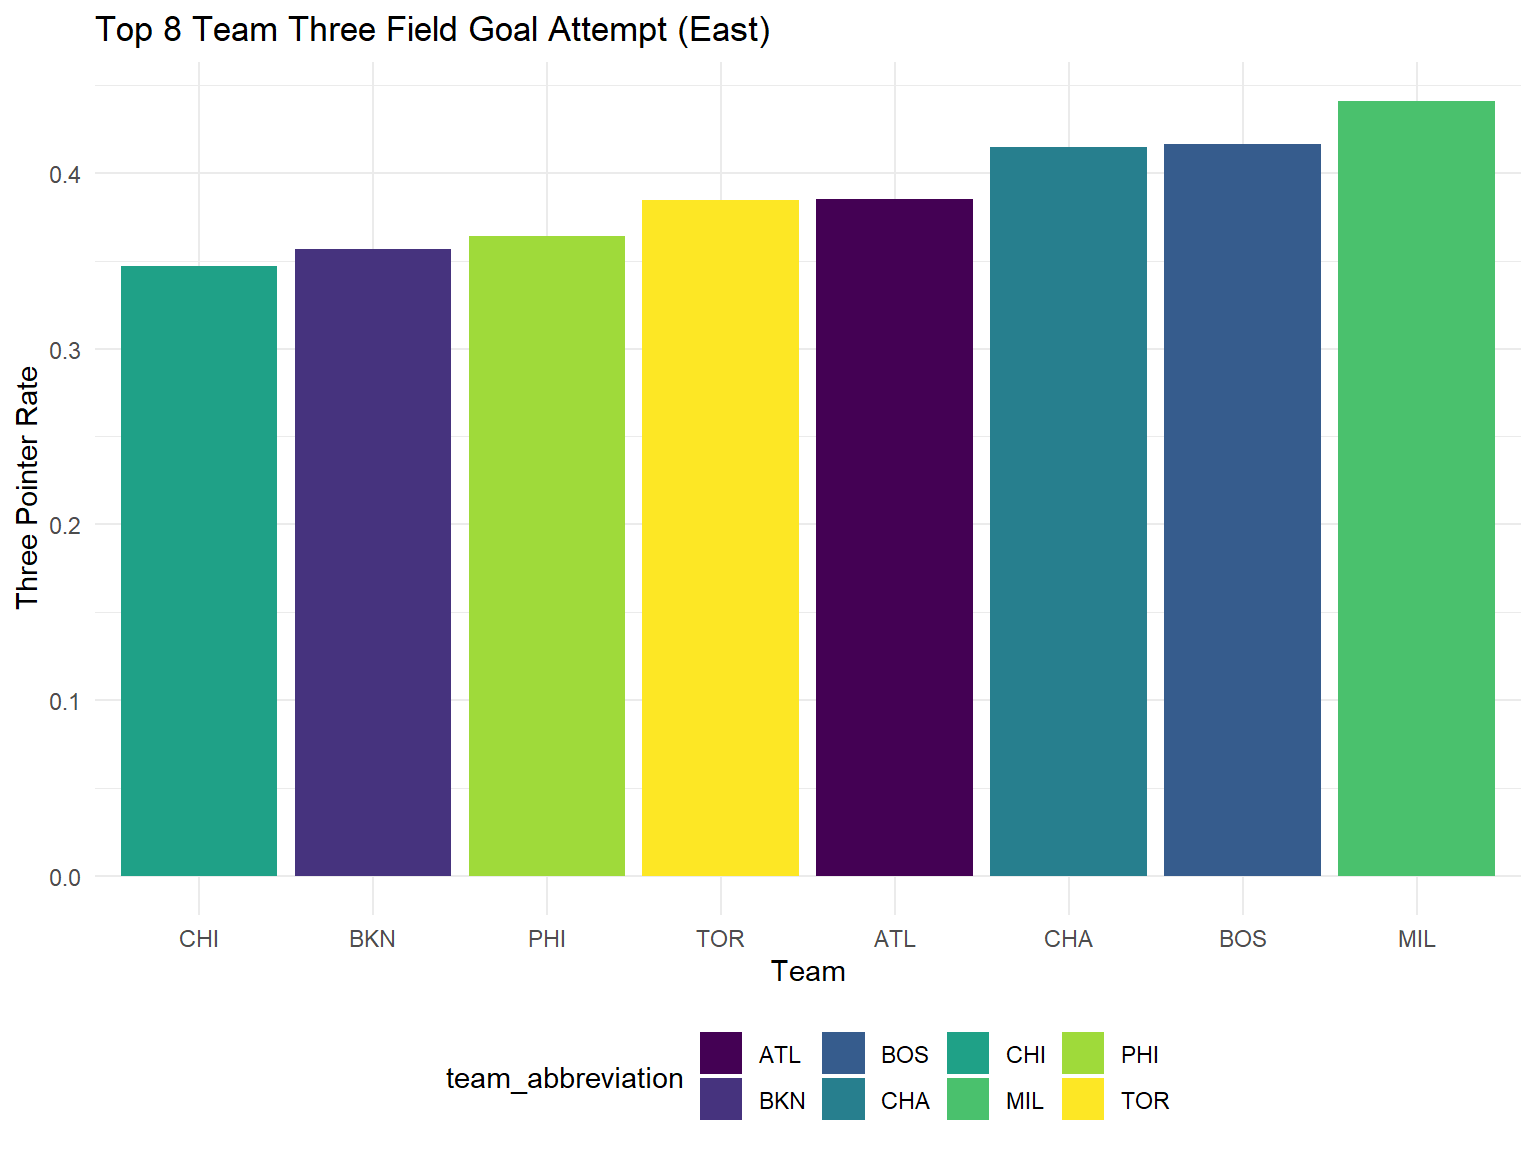 Top 8 Team Three Field Goal Attempt (East)
Three Pointer Rate
0.4
0.3
0.2
0.1
0.0
CHI BKN PHI TOR ATL CHA BOS MIL
Team
team_abbreviation
ATL BOS CHI PHI
BKN CHA MIL TOR